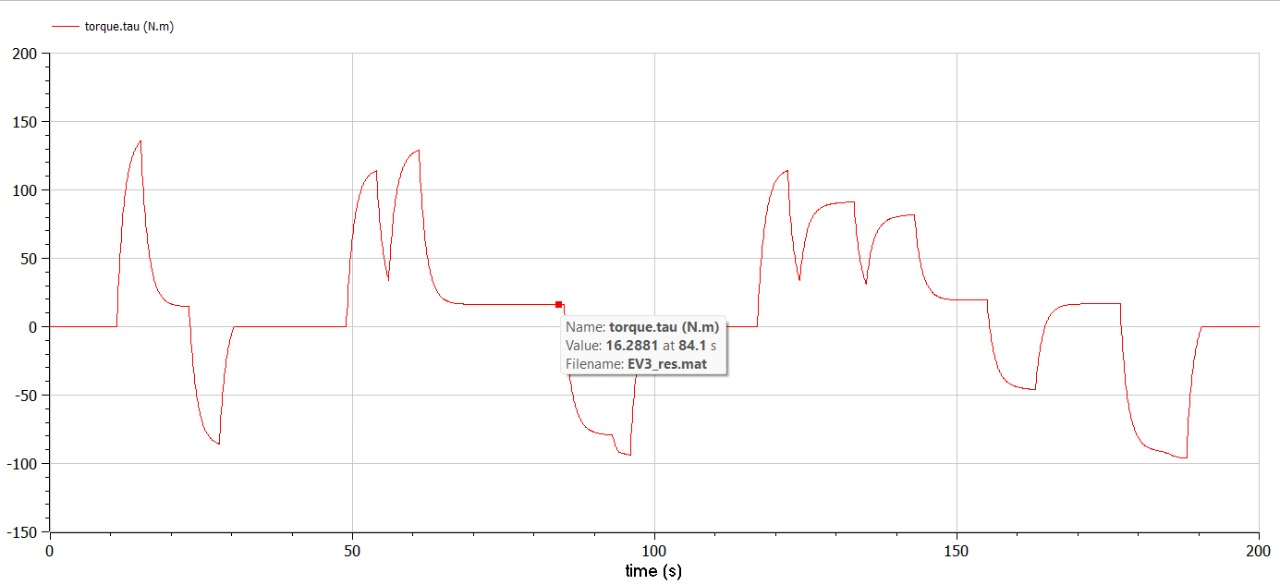 torque.tau (N.m)
200
150
100
50
0
-50
-100
-150
Name: torque.tau (N.m)
Value: 16.2881 at 84.1 s
Filename: EV3_res.mat
0 50 100 150 200
time (s)